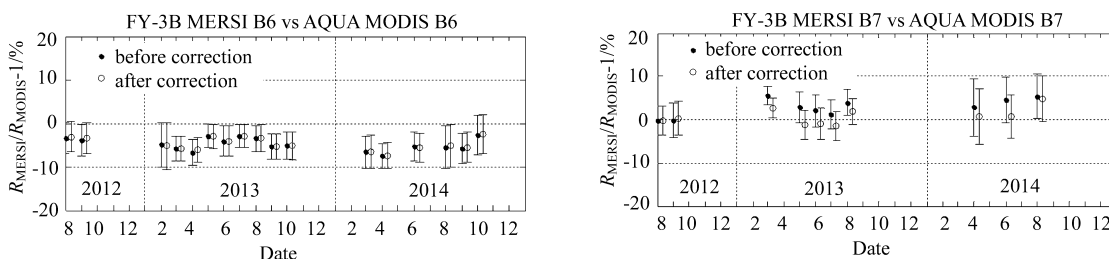 FY-3B MERSI B6 vs AQUA MODIS B6
20
10
0
-10
-20
R_MERSI/R_MODIS-1/%
before correction
after correction
2012
2013
2014
8 10 12 2 4 6 8 10 12 2 4 6 8 10 12
Date
FY-3B MERSI B7 vs AQUA MODIS B7
20
10
0
-10
-20
R_MERSI/R_MODIS-1/%
before correction
after correction
2012
2013
2014
8 10 12 2 4 6 8 10 12 2 4 6 8 10 12
Date